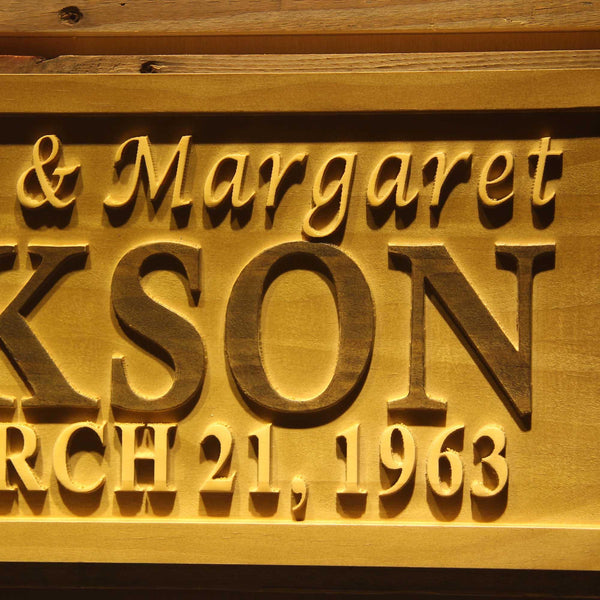 & Margaret
KSON
RCH 21, 1963